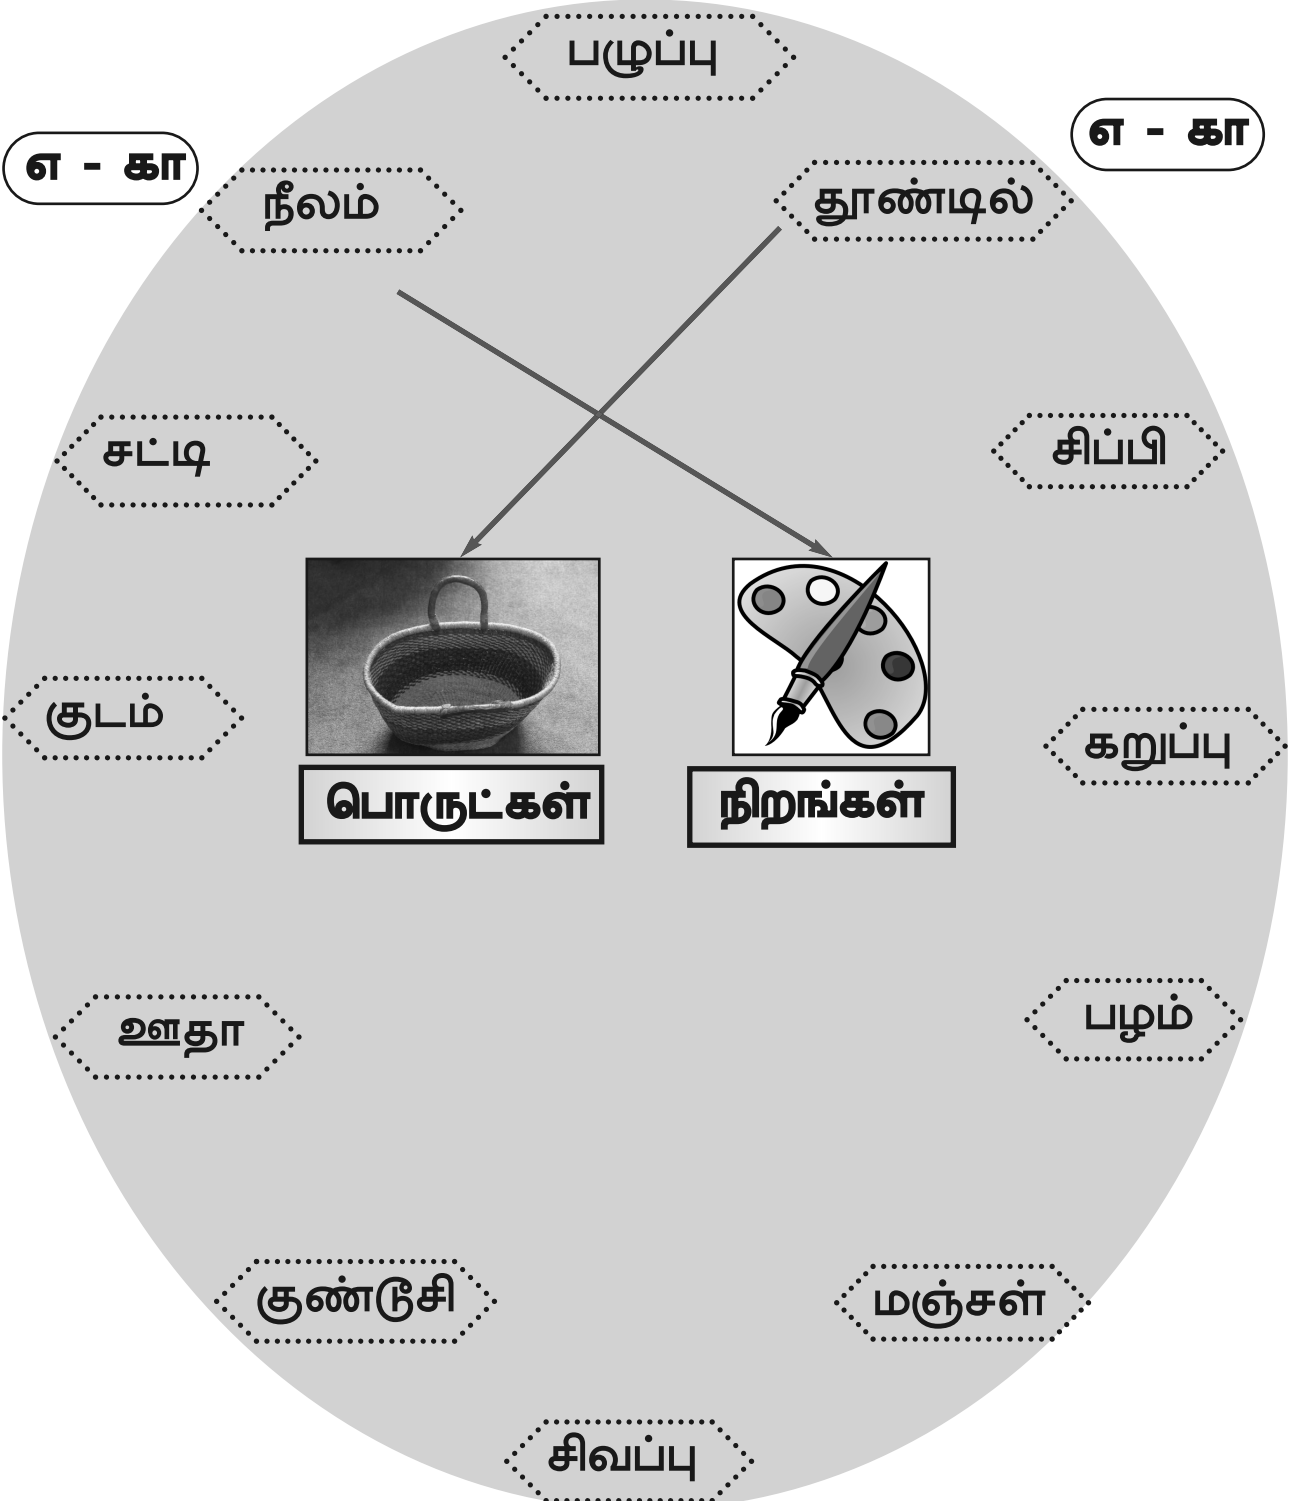 பழுப்பு
எ - கா
எ - கா
நீலம்
தூண்டில்
சட்டி
சிப்பி
குடம்
கறுப்பு
பொருட்கள்
நிறங்கள்
ஊதா
பழம்
குண்டூசி
மஞ்சள்
சிவப்பு